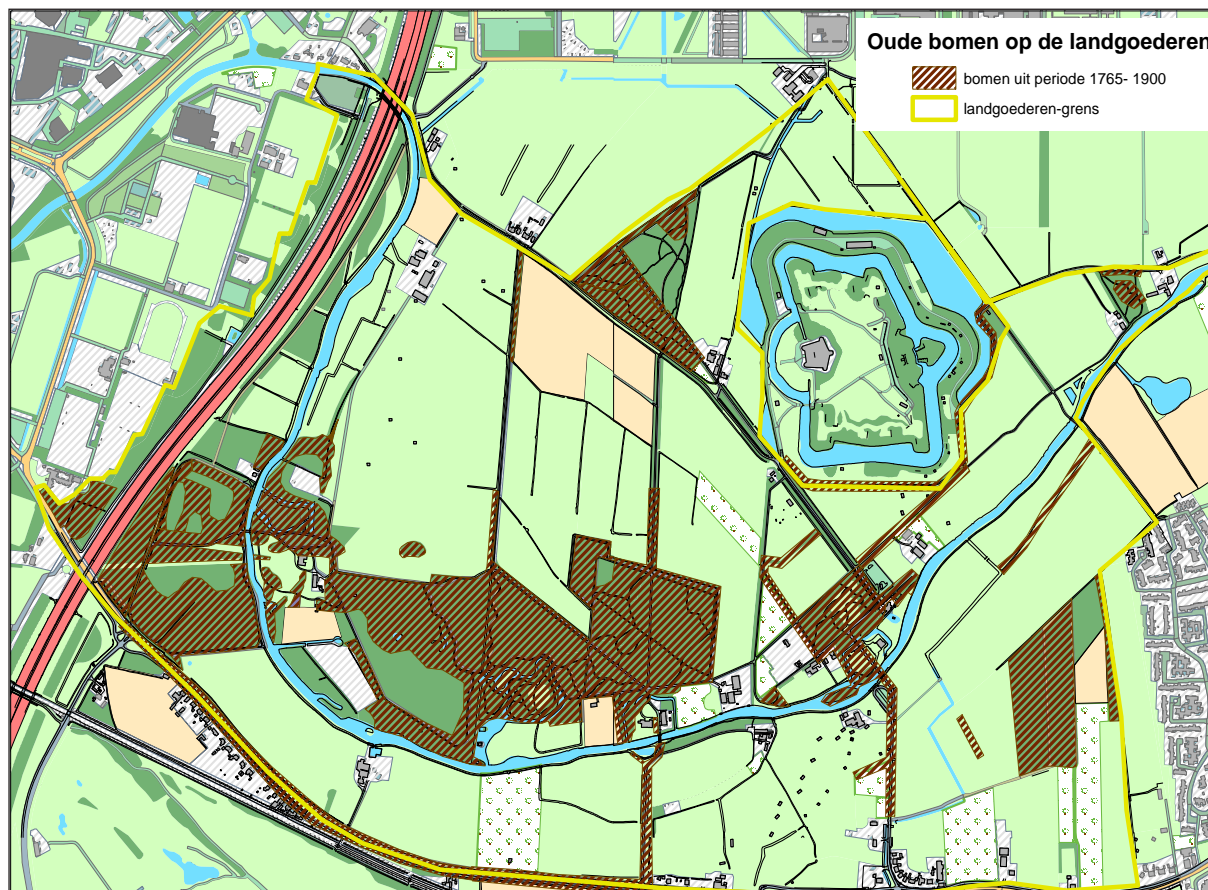 Oude bomen op de landgoederen
bomen uit periode 1765- 1900
landgoederen-grens